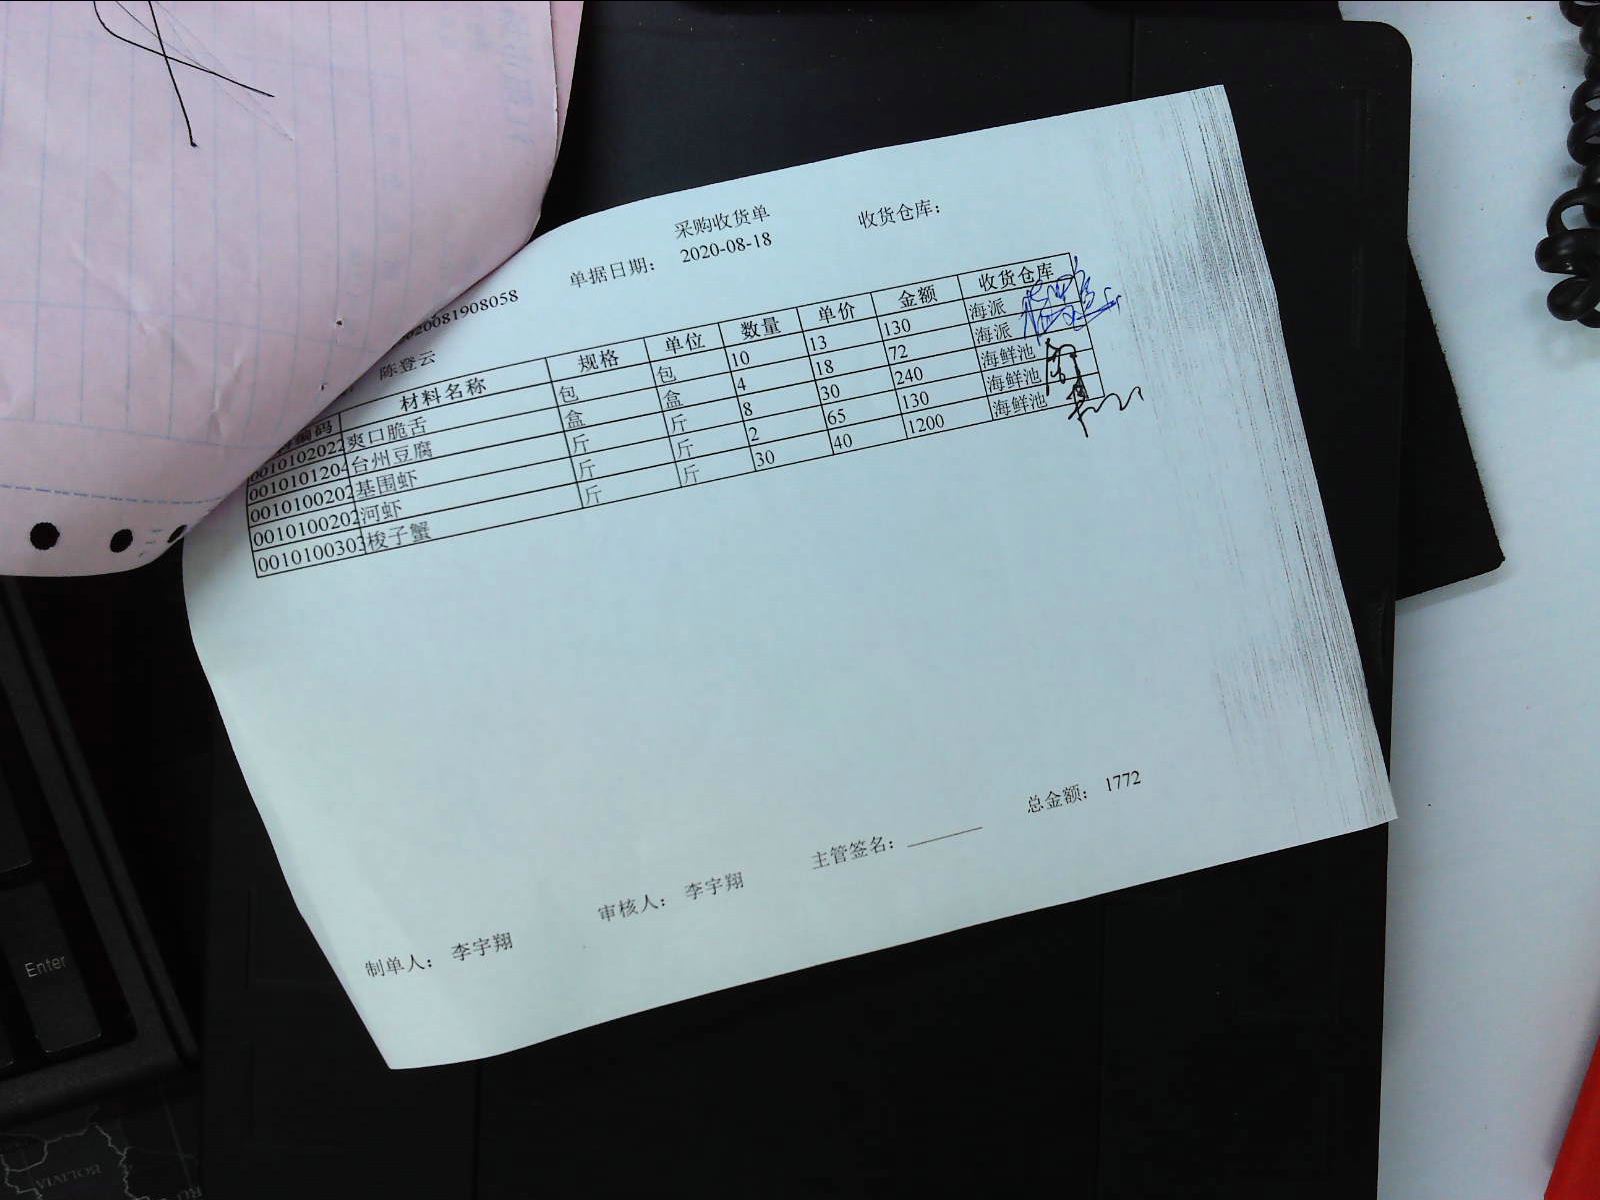 采购收货单
单据日期： 2020-08-18 收货仓库：
020081908058
陈登云
编码 材料名称 规格 单位 数量 单价 金额 收货仓库
0010102022 爽口脆舌 包 包 10 13 130 海派
0010101204 台州豆腐 盒 盒 4 18 72 海派
0010100202 基围虾 斤 斤 8 30 240 海鲜池
0010100202 河虾 斤 斤 2 65 130 海鲜池
0010100303 梭子蟹 斤 斤 30 40 1200 海鲜池
制单人： 李宇翔 审核人： 李宇翔 主管签名： 总金额： 1772
Enter
BOLIVIA